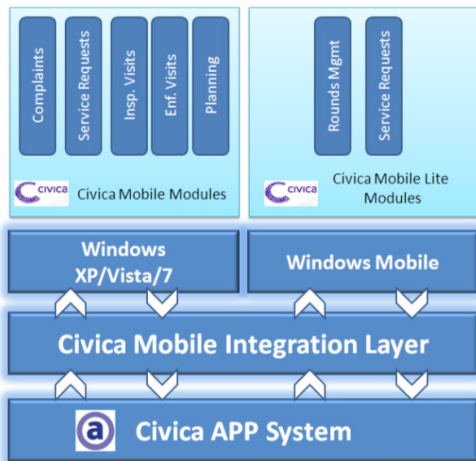 Complaints
Service Requests
Insp. Visits
Enf. Visits
Planning
Rounds Mgmt
Service Requests
CIVICA Civica Mobile Modules
CIVICA Civica Mobile Lite
Modules
Windows
XP/Vista/7
Windows Mobile
Civica Mobile Integration Layer
a Civica APP System